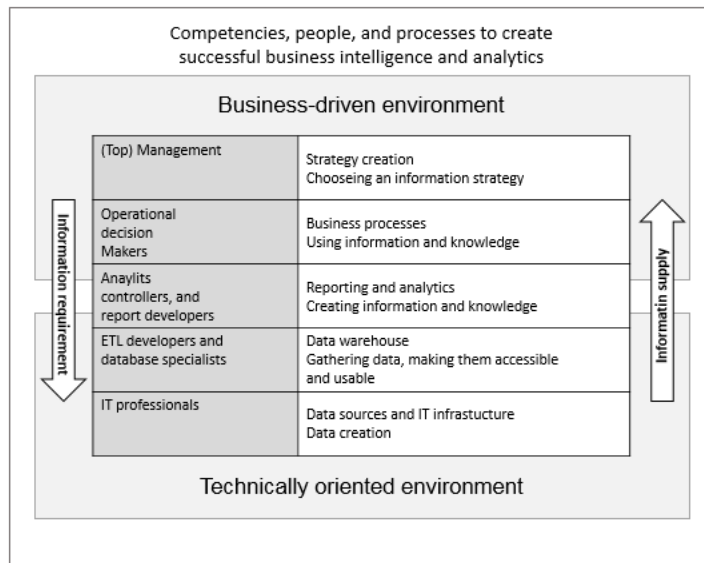 Competencies, people, and processes to create
successful business intelligence and analytics
Business-driven environment
(Top) Management
Strategy creation
Chooseing an information strategy
Operational
decision
Makers
Business processes
Using information and knowledge
Anaylits
controllers, and
report developers
Reporting and analytics
Creating information and knowledge
ETL developers and
database specialists
Data warehouse
Gathering data, making them accessible
and usable
IT professionals
Data sources and IT infrastucture
Data creation
Information requirement
Informatin supply
Technically oriented environment